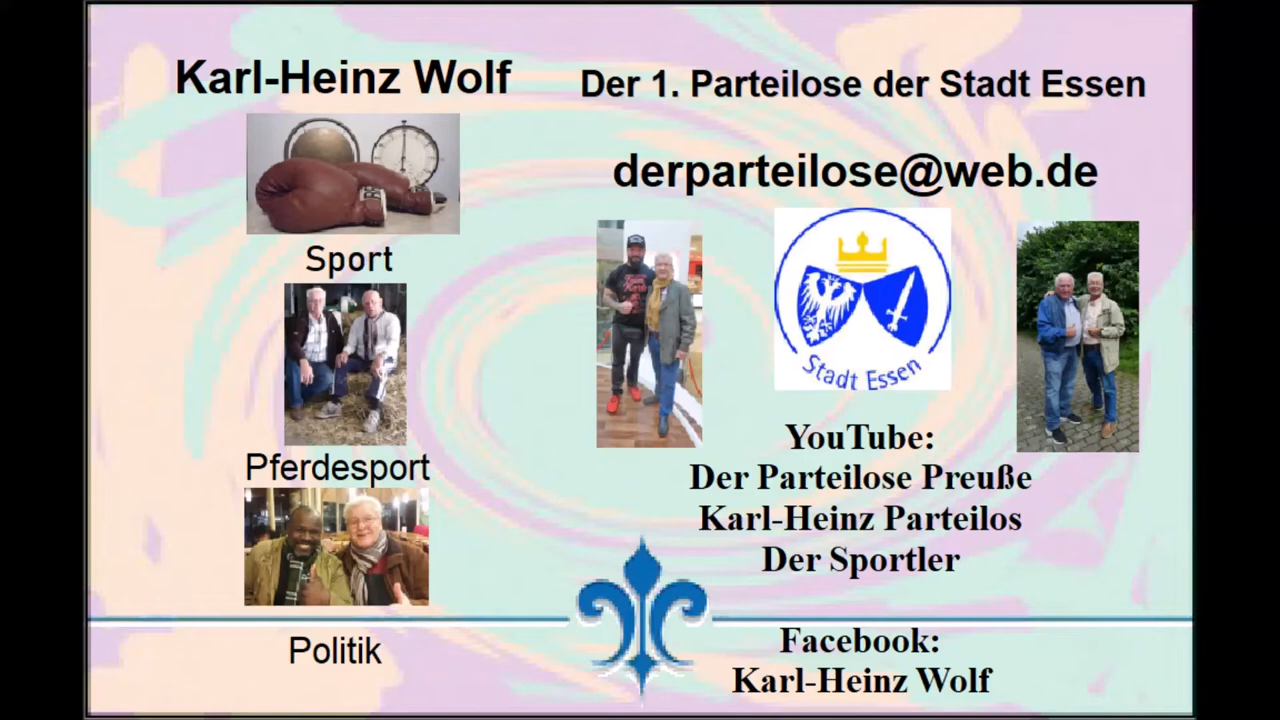 Karl-Heinz Wolf
Der 1. Parteilose der Stadt Essen
derparteilose@web.de
Sport
Pferdesport
Politik
Stadt Essen
YouTube:
Der Parteilose Preuße
Karl-Heinz Parteilos
Der Sportler
Facebook:
Karl-Heinz Wolf